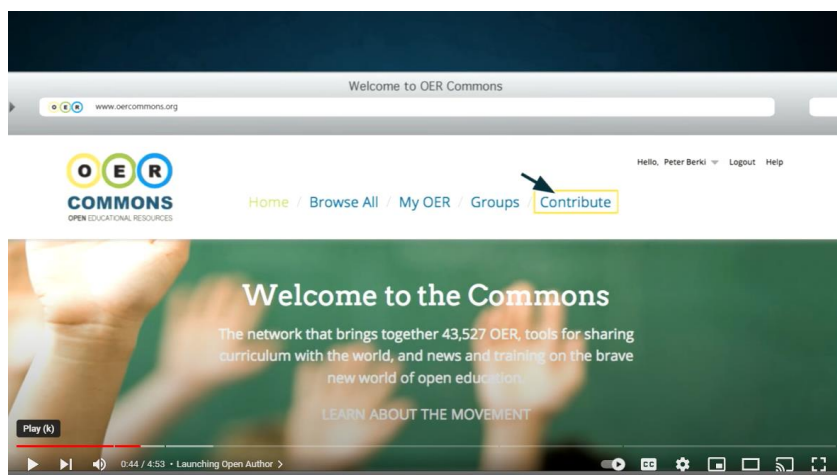 Welcome to OER Commons
OER www.oercommons.org
Hello, Peter Berki Logout Help
OER
COMMONS
OPEN EDUCATIONAL RESOURCES
Home / Browse All / My OER / Groups / Contribute
Welcome to the Commons
The network that brings together 43,527 OER, tools for sharing
curriculum with the world, and news and training on the brave
new world of open education.
LEARN ABOUT THE MOVEMENT
Play (k)
0:44 / 4:53 • Launching Open Author >
CC